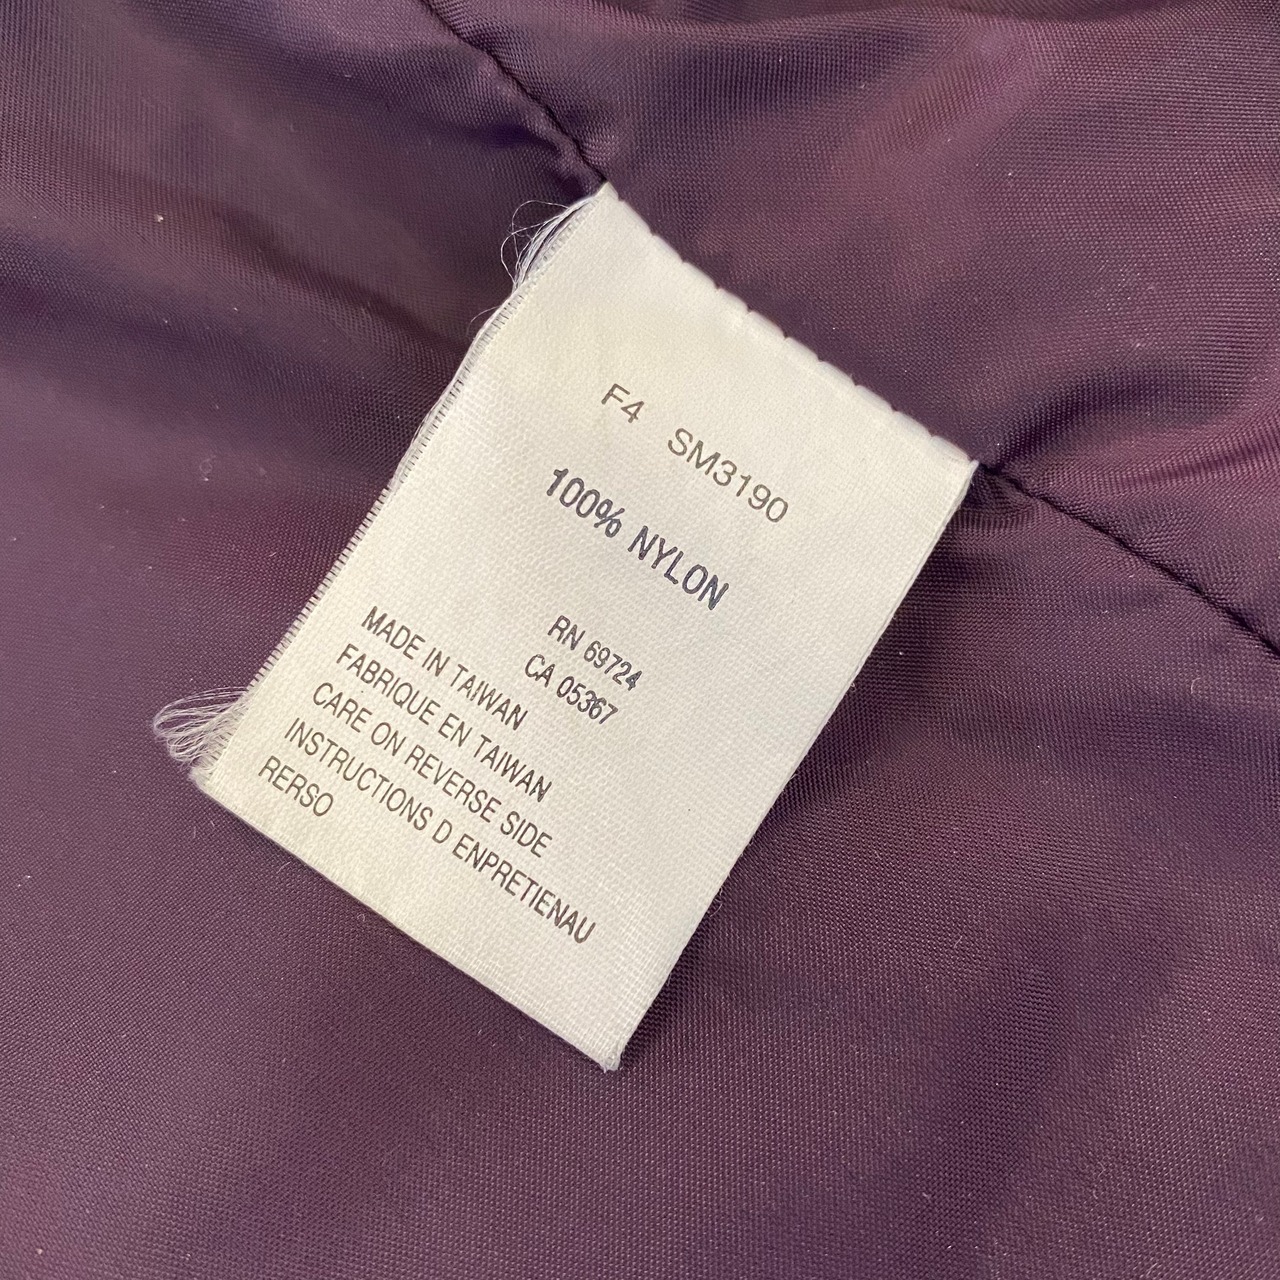 F4 SM3190
100% NYLON
RN 69724
CA 05367
MADE IN TAIWAN
FABRIQUE EN TAIWAN
CARE ON REVERSE SIDE
INSTRUCTIONS D ENPRETIENAU
RERSO